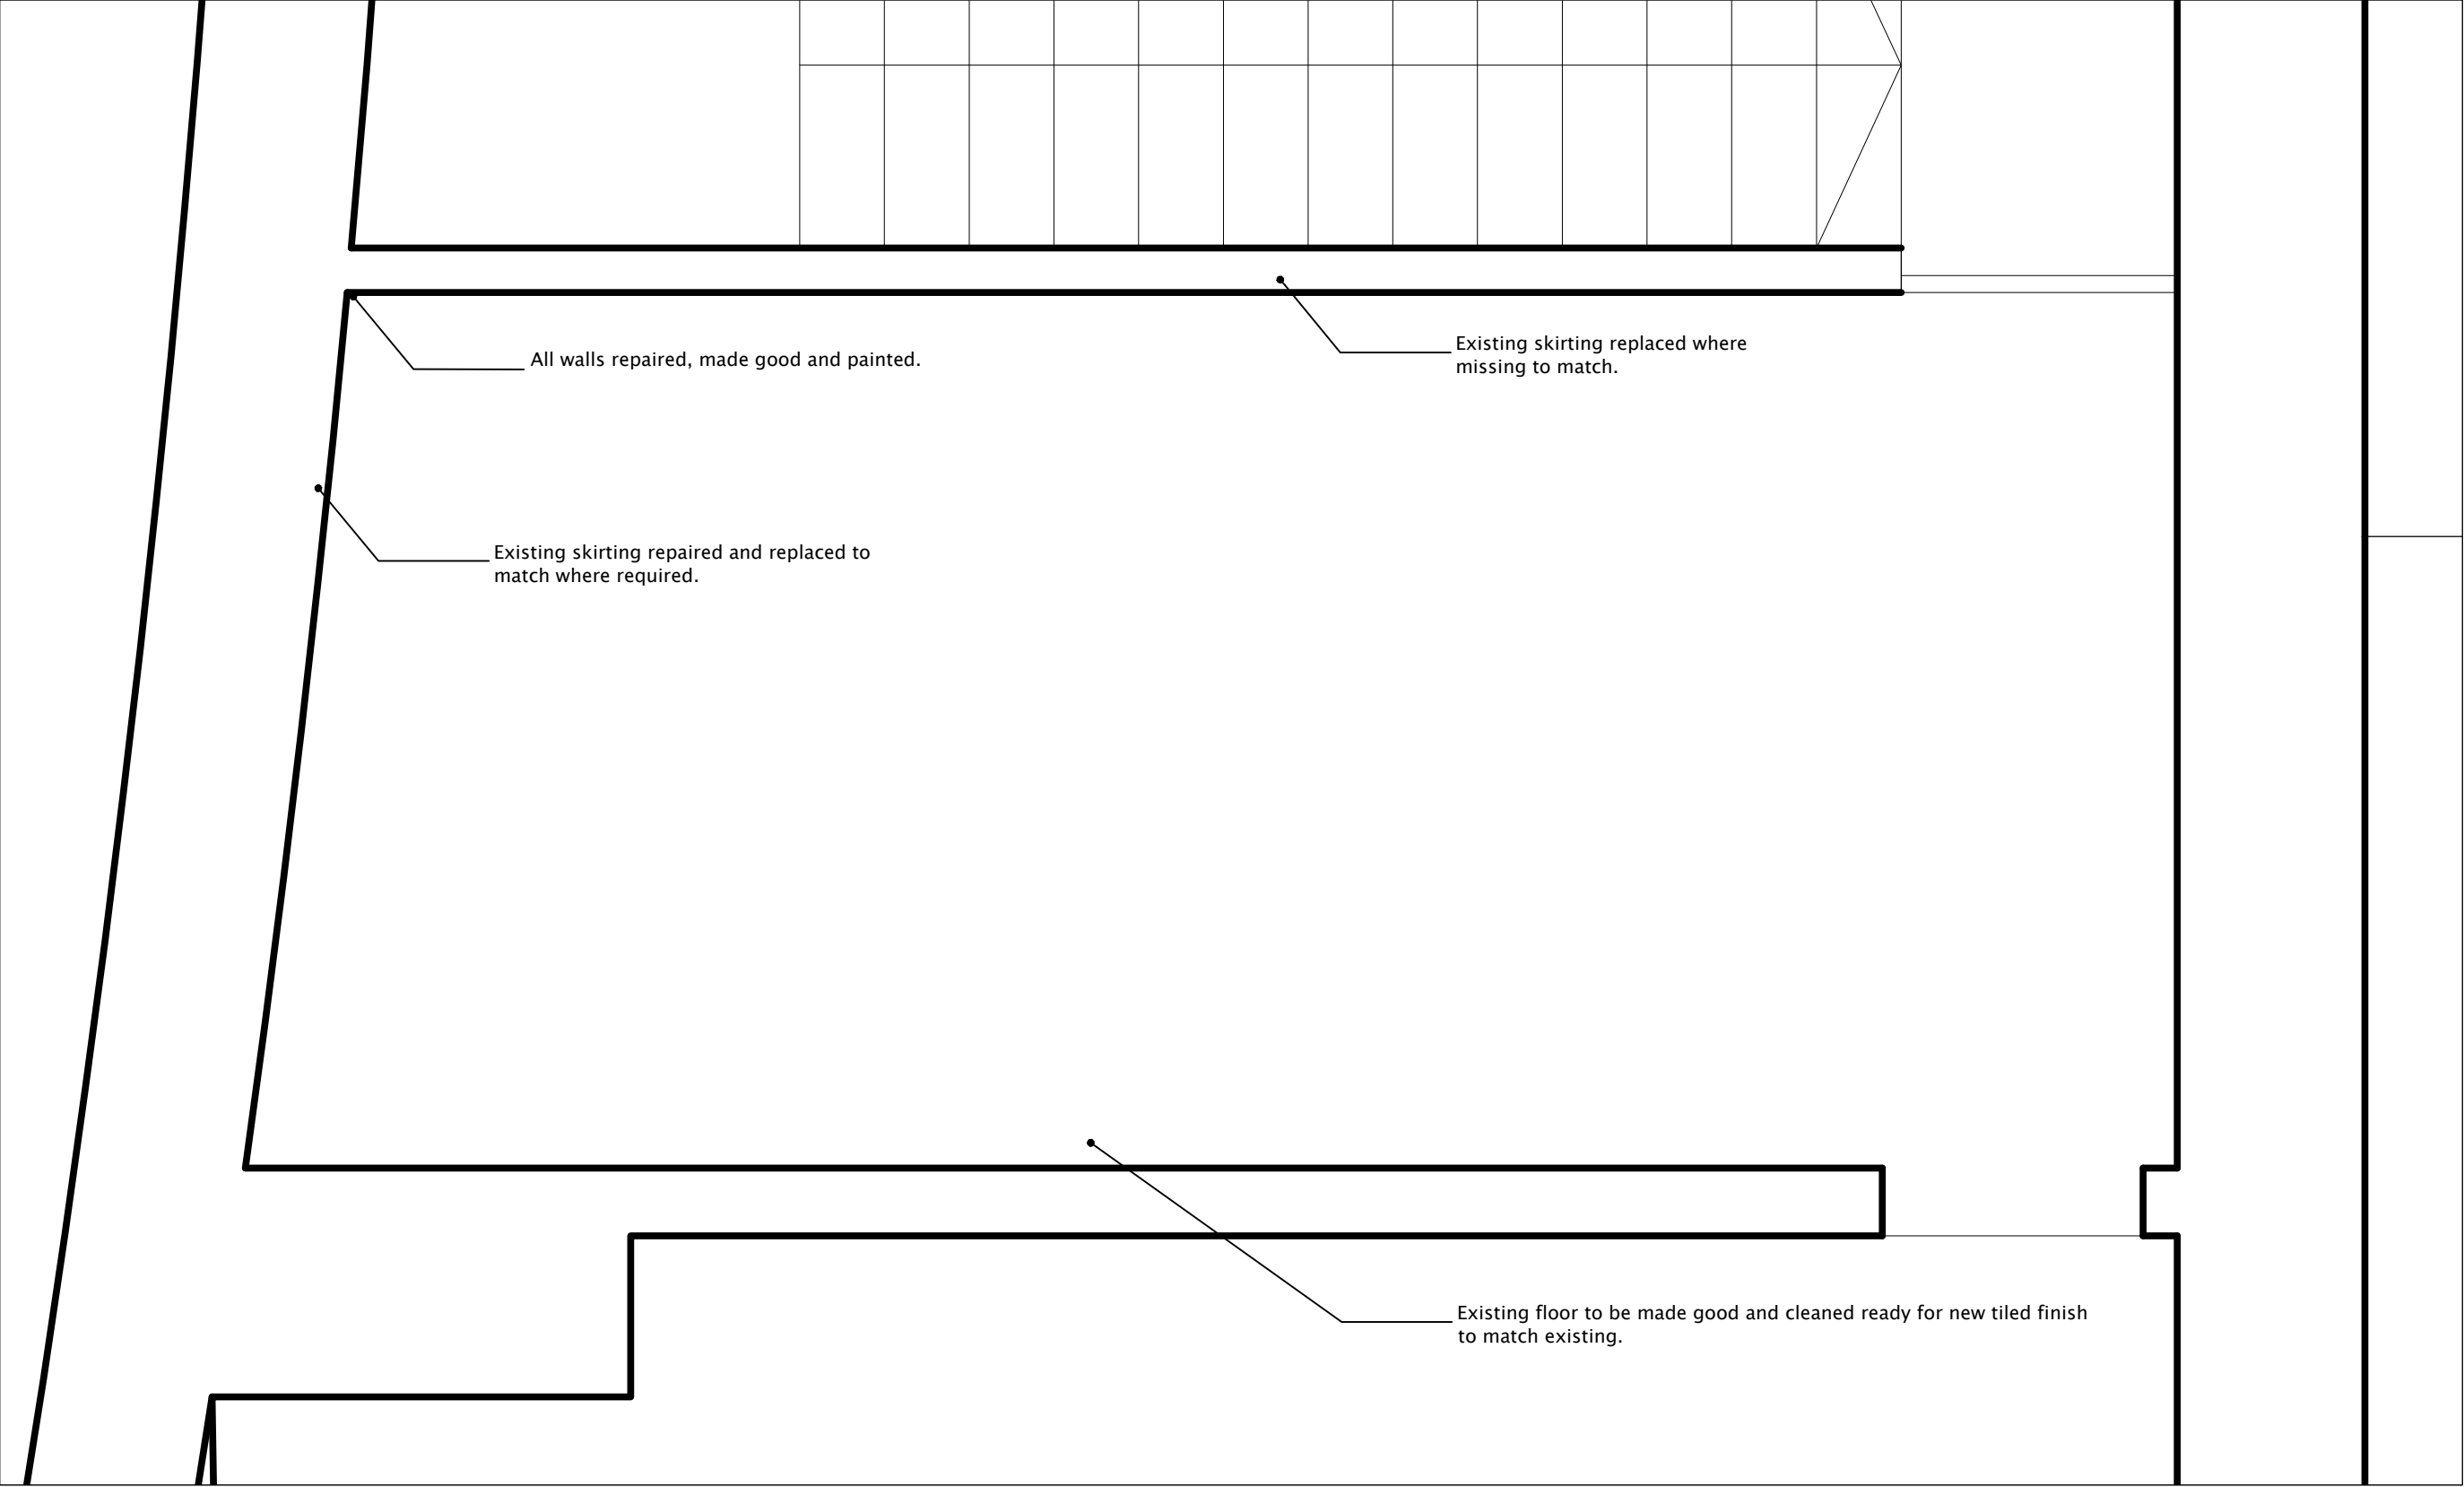 Existing skirting replaced where
missing to match.
All walls repaired, made good and painted.
Existing skirting repaired and replaced to
match where required.
Existing floor to be made good and cleaned ready for new tiled finish
to match existing.